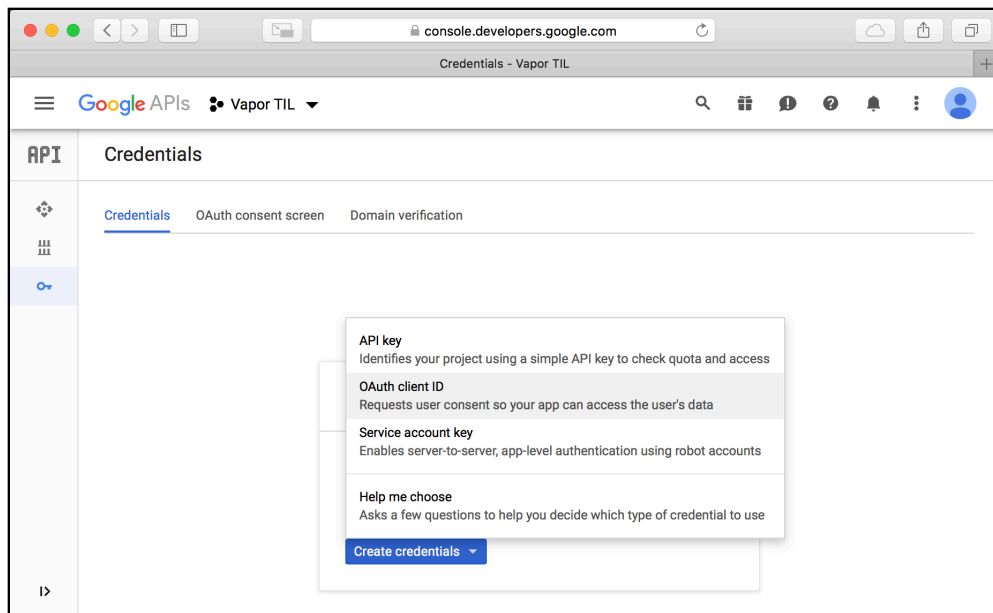 console.developers.google.com
Credentials - Vapor TIL
Google APIs Vapor TIL
API Credentials
Credentials OAuth consent screen Domain verification
API key
Identifies your project using a simple API key to check quota and access
OAuth client ID
Requests user consent so your app can access the user's data
Service account key
Enables server-to-server, app-level authentication using robot accounts
Help me choose
Asks a few questions to help you decide which type of credential to use
Create credentials